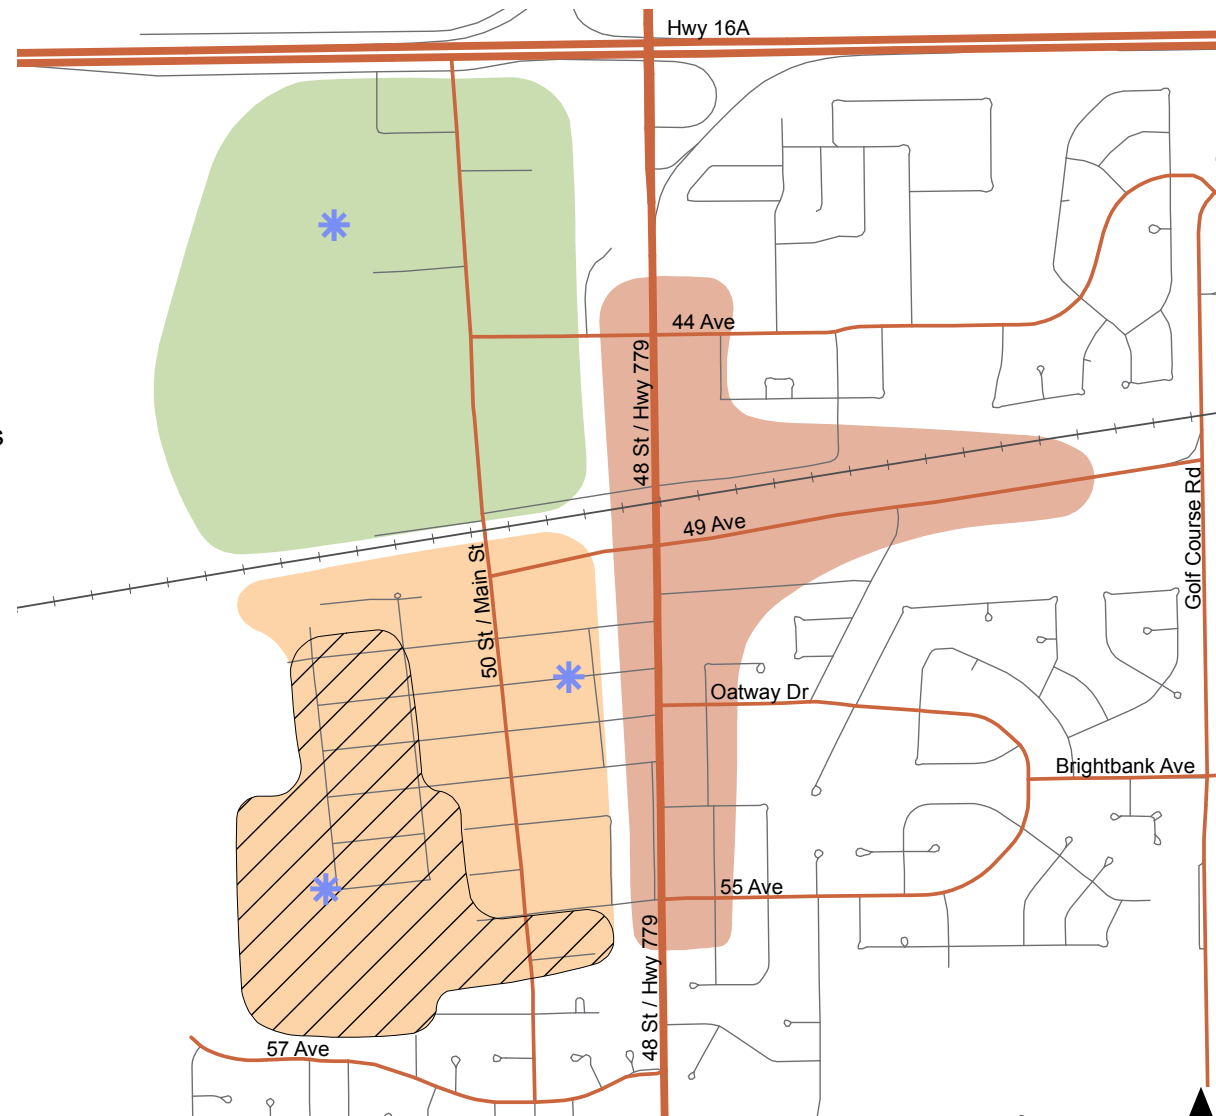 Hwy 16A
44 Ave
48 St / Hwy 779
s
49 Ave
Golf Course Rd
50 St / Main St
Oatway Dr
Brightbank Ave
55 Ave
48 St / Hwy 779
57 Ave